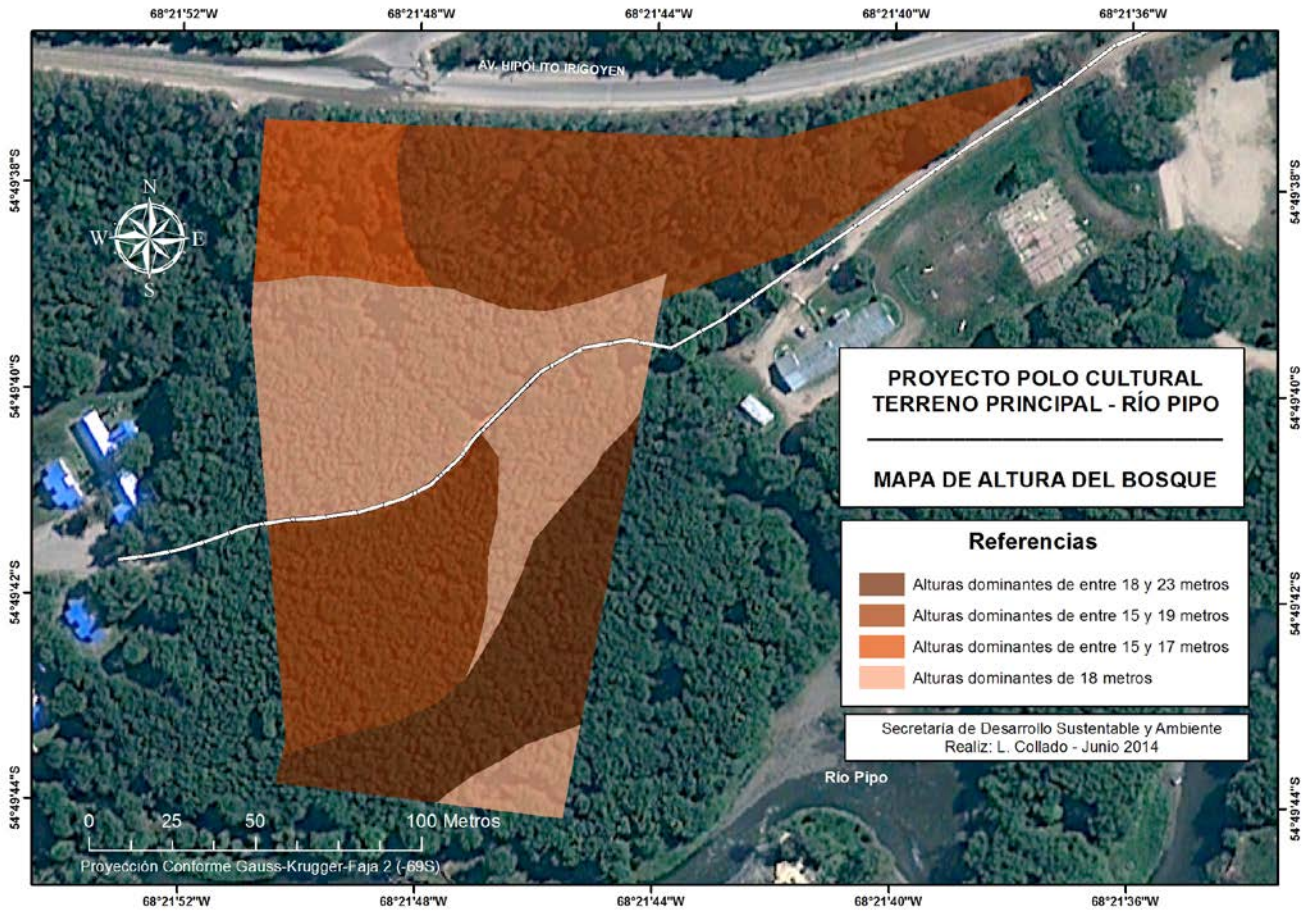 68°21'52"W 68°21'48"W 68°21'44"W 68°21'40"W 68°21'36"W
AV. HIPÓLITO IRIGOYEN
54°49'38"S
54°49'38"S
N
W E
S
54°49'40"S
54°49'40"S
PROYECTO POLO CULTURAL
TERRENO PRINCIPAL - RÍO PIPO
MAPA DE ALTURA DEL BOSQUE
Referencias
Alturas dominantes de entre 18 y 23 metros
Alturas dominantes de entre 15 y 19 metros
Alturas dominantes de entre 15 y 17 metros
Alturas dominantes de 18 metros
54°49'42"S
54°49'42"S
Secretaría de Desarrollo Sustentable y Ambiente
Realiz: L. Collado - Junio 2014
Río Pipo
54°49'44"S
54°49'44"S
0 25 50 100 Metros
Proyección Conforme Gauss-Krugger-Faja 2 (-69S)
68°21'52"W 68°21'48"W 68°21'44"W 68°21'40"W 68°21'36"W